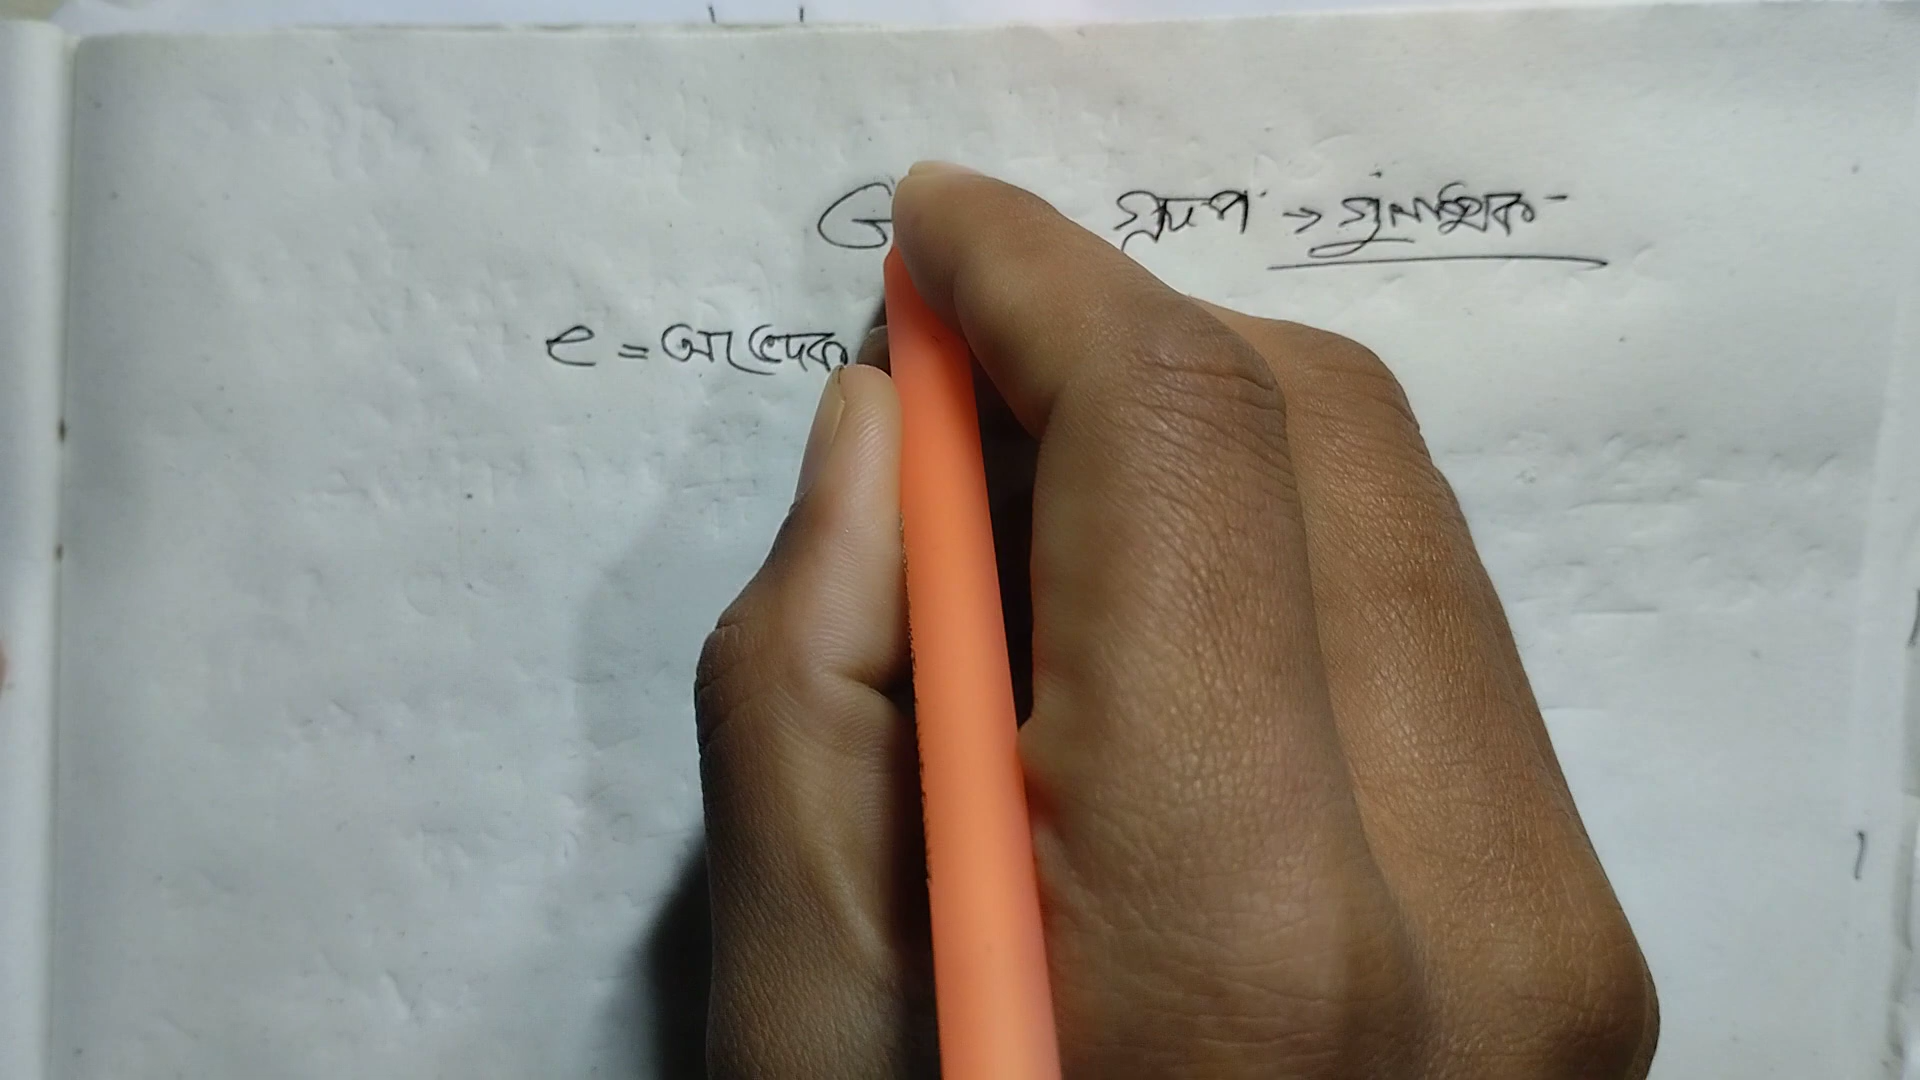 G গ্রুপ → গুণাত্মক
e = অভেদক